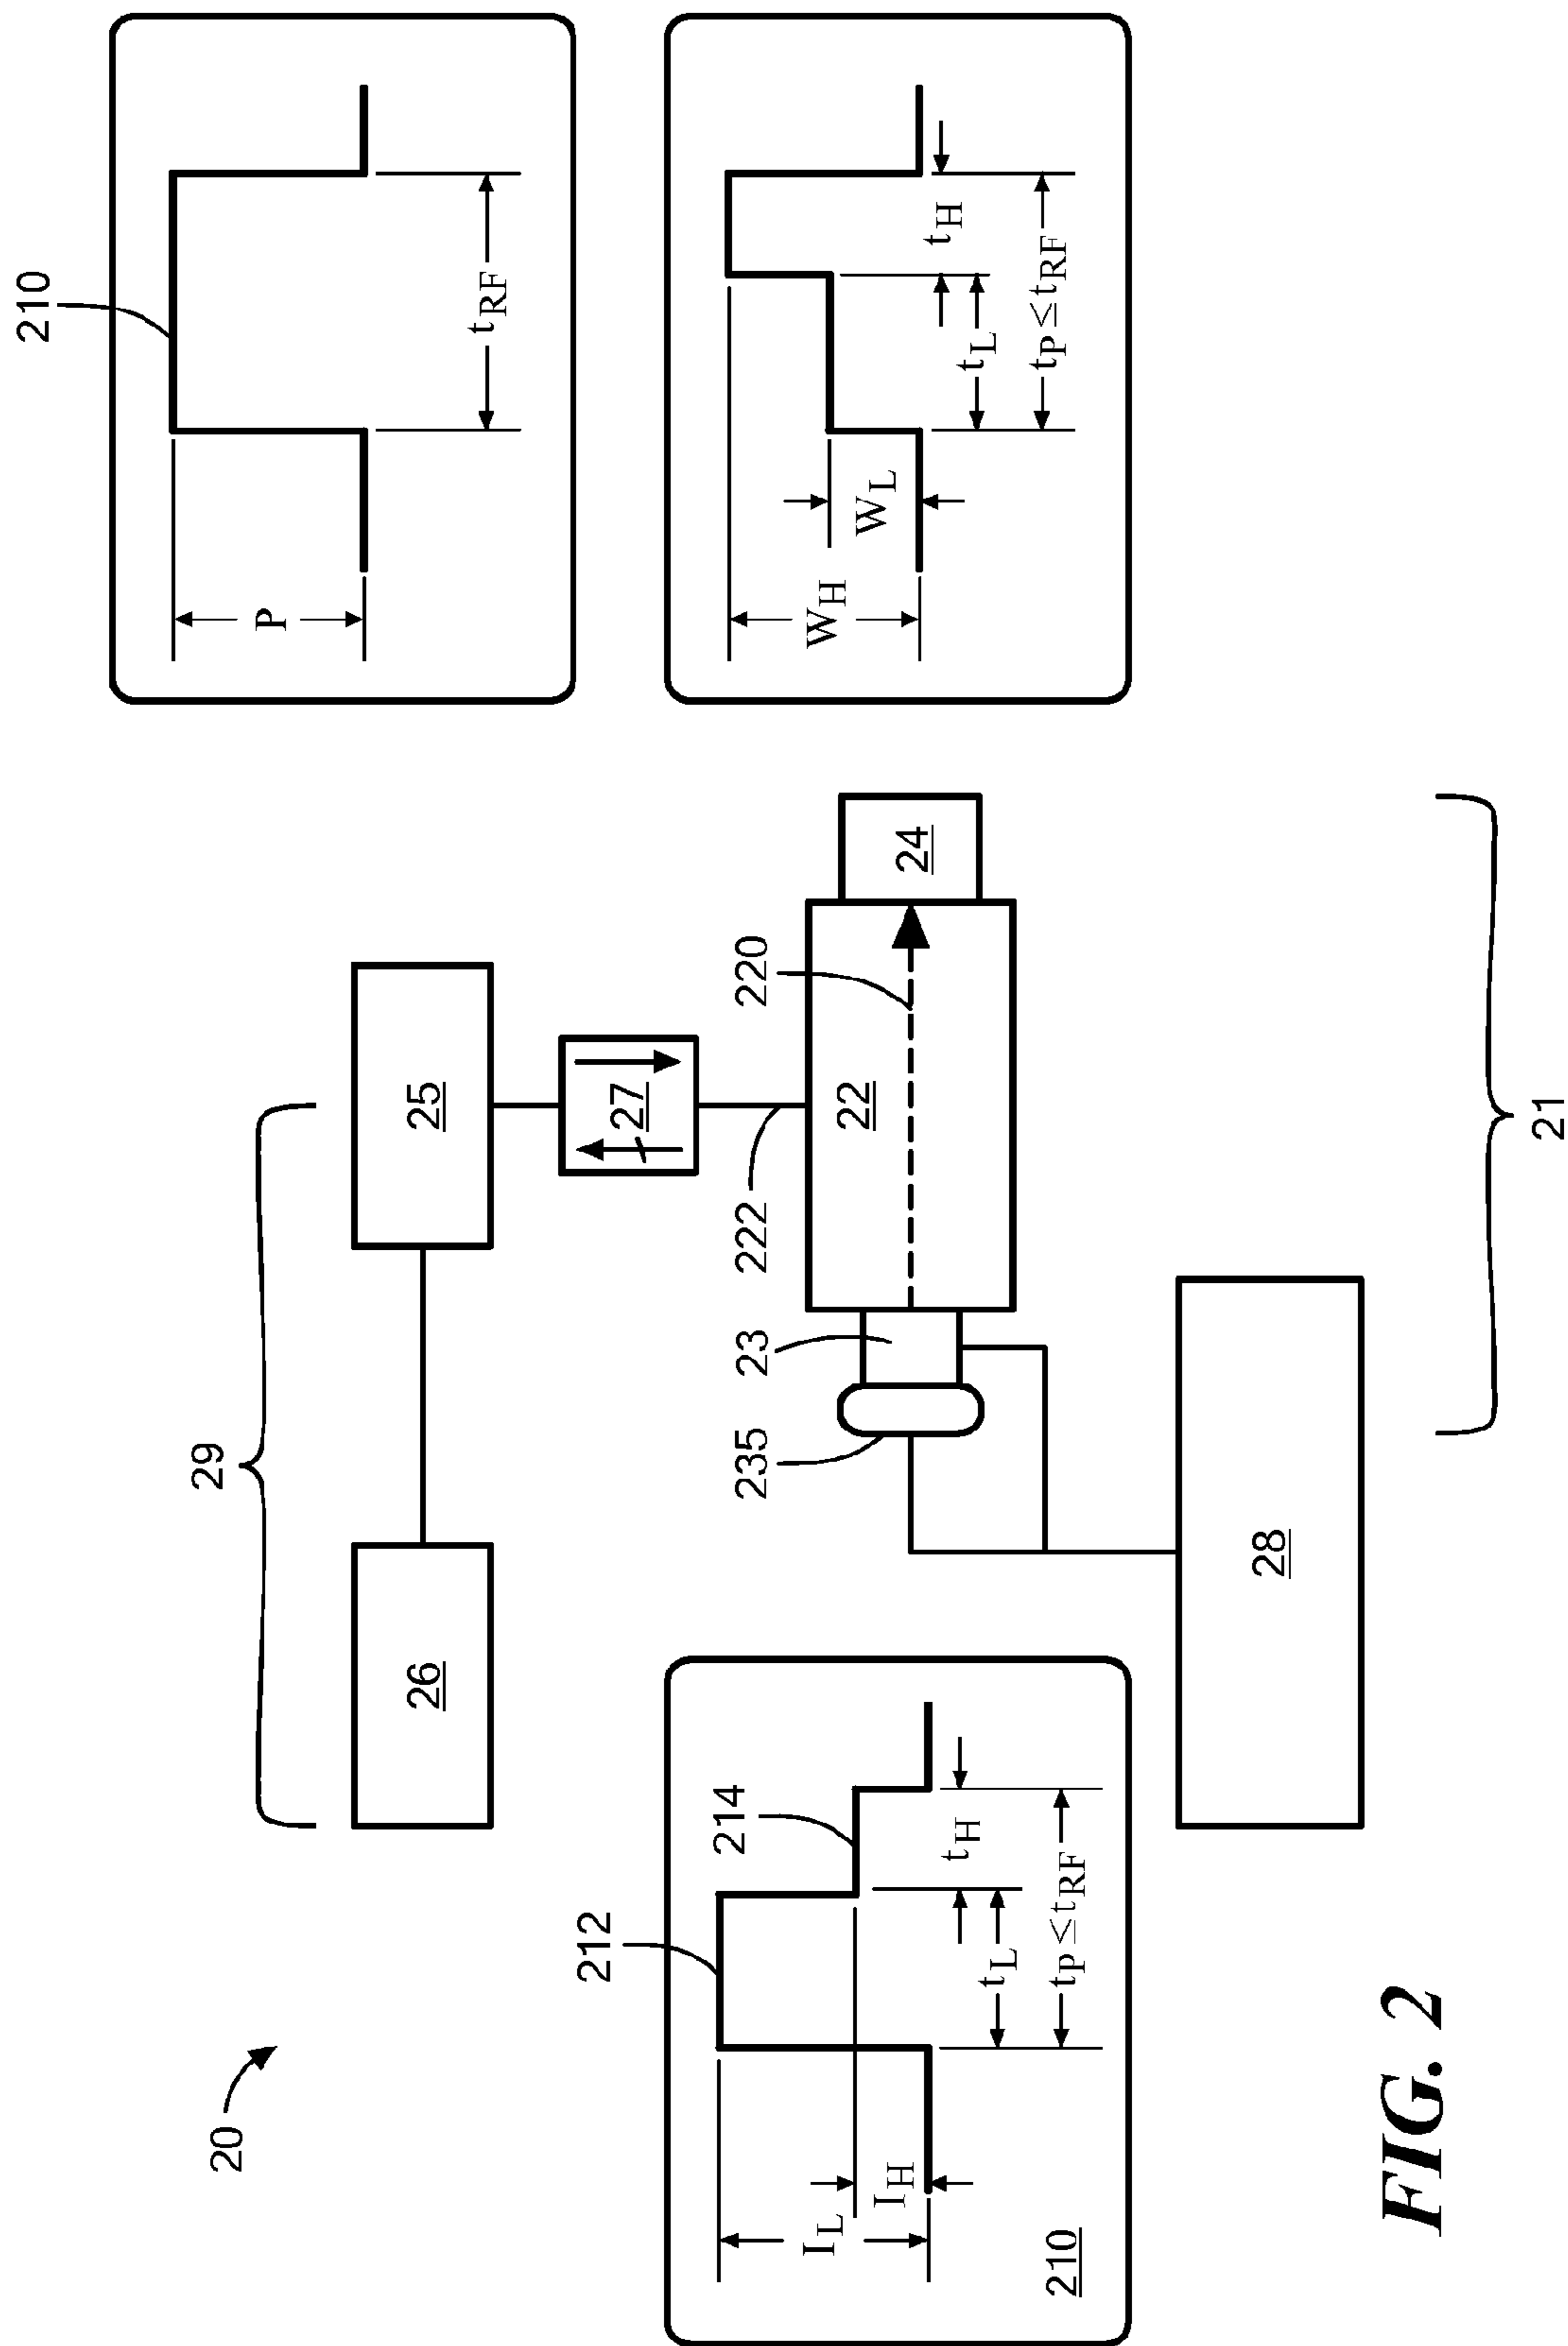 20
29
26
25
27
222
22
220
24
23
235
28
21
210
P
t_RF
W_H
W_L
t_L
t_H
t_P ≤ t_RF
212
214
I_L
I_H
t_L
t_H
t_P ≤ t_RF
210
FIG. 2